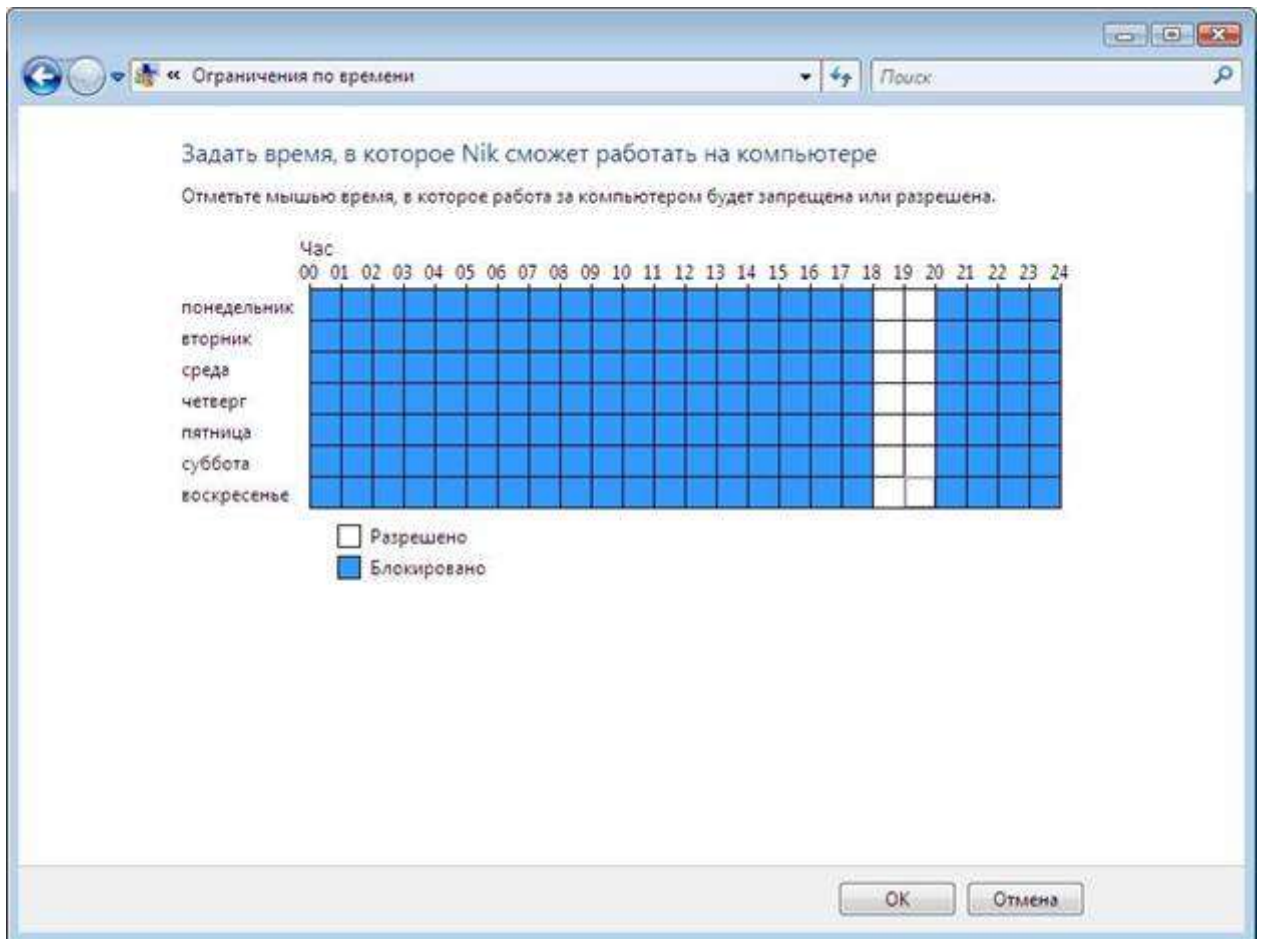 « Ограничения по времени
Поиск
Задать время, в которое Nik сможет работать на компьютере
Отметьте мышью время, в которое работа за компьютером будет запрещена или разрешена.
Час
00 01 02 03 04 05 06 07 08 09 10 11 12 13 14 15 16 17 18 19 20 21 22 23 24
понедельник
вторник
среда
четверг
пятница
суббота
воскресенье
Разрешено
Блокировано
ОК Отмена